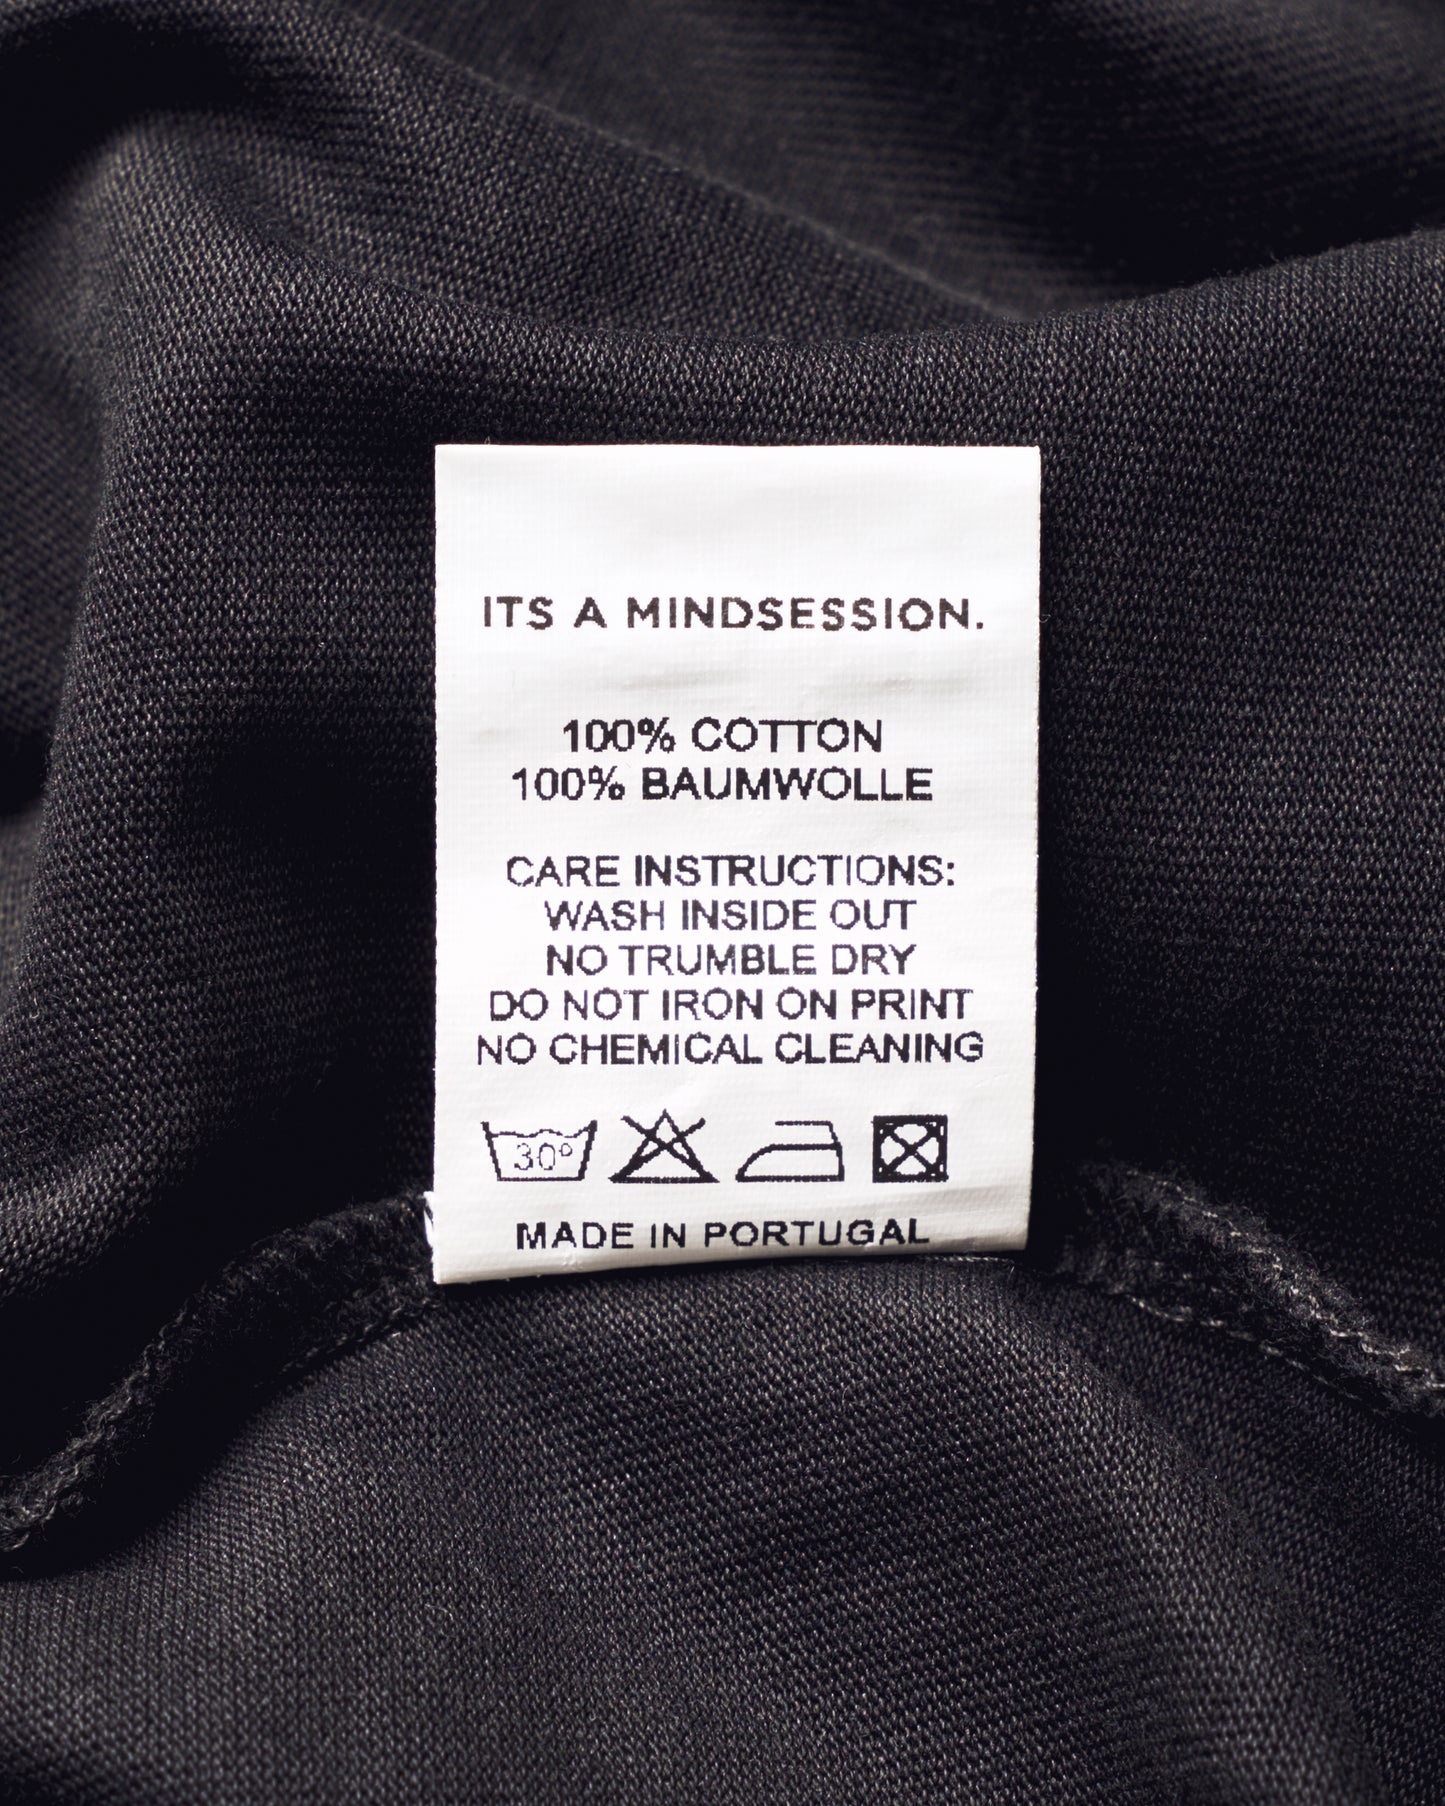 ITS A MINDSESSION.
100% COTTON
100% BAUMWOLLE
CARE INSTRUCTIONS:
WASH INSIDE OUT
NO TRUMBLE DRY
DO NOT IRON ON PRINT
NO CHEMICAL CLEANING
30°
MADE IN PORTUGAL